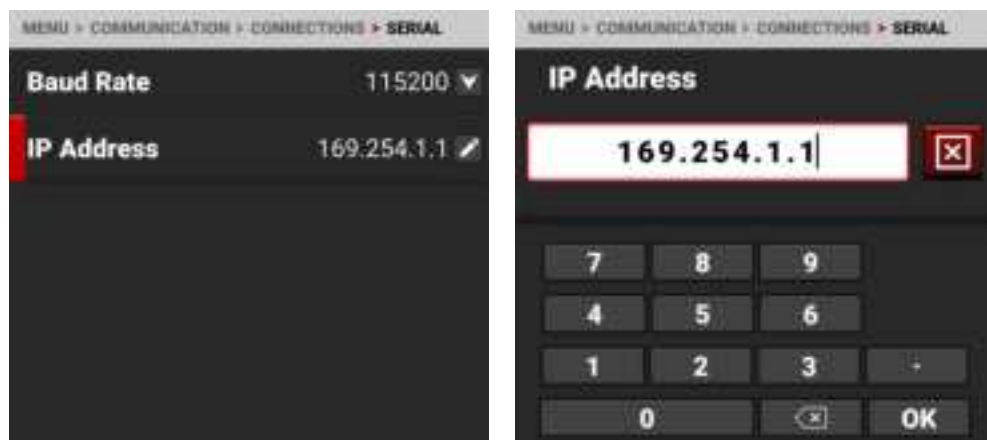 MENU > COMMUNICATION > CONNECTIONS > SERIAL
Baud Rate 115200
IP Address 169.254.1.1
MENU > COMMUNICATION > CONNECTIONS > SERIAL
IP Address
169.254.1.1
7 8 9
4 5 6
1 2 3
0 OK